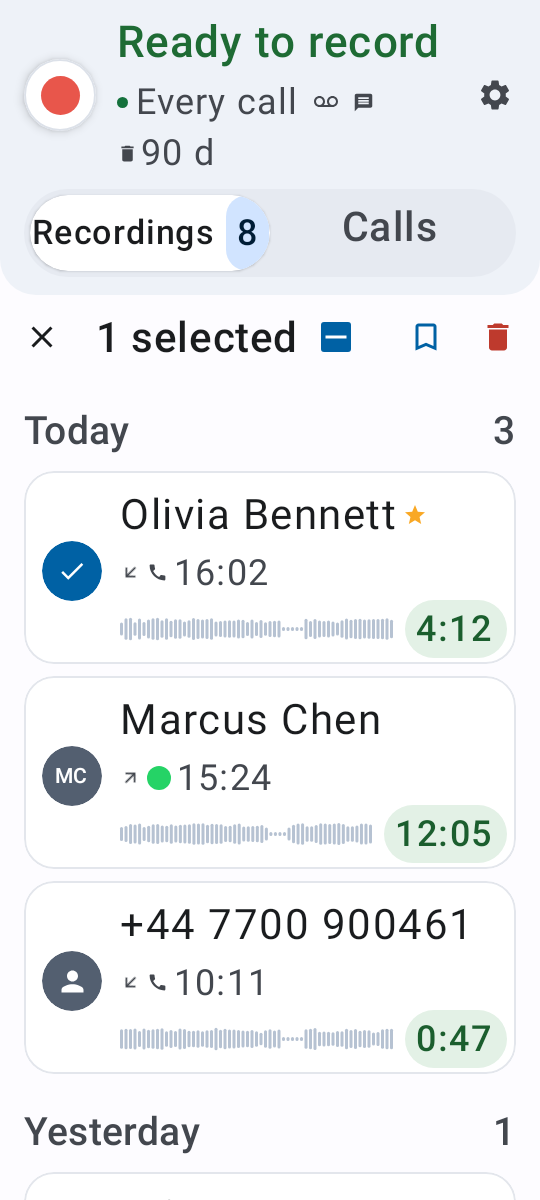 Ready to record
Every call
90 d
Recordings 8 Calls
1 selected
Today 3
Olivia Bennett
16:02
4:12
Marcus Chen
MC
15:24
12:05
+44 7700 900461
10:11
0:47
Yesterday 1